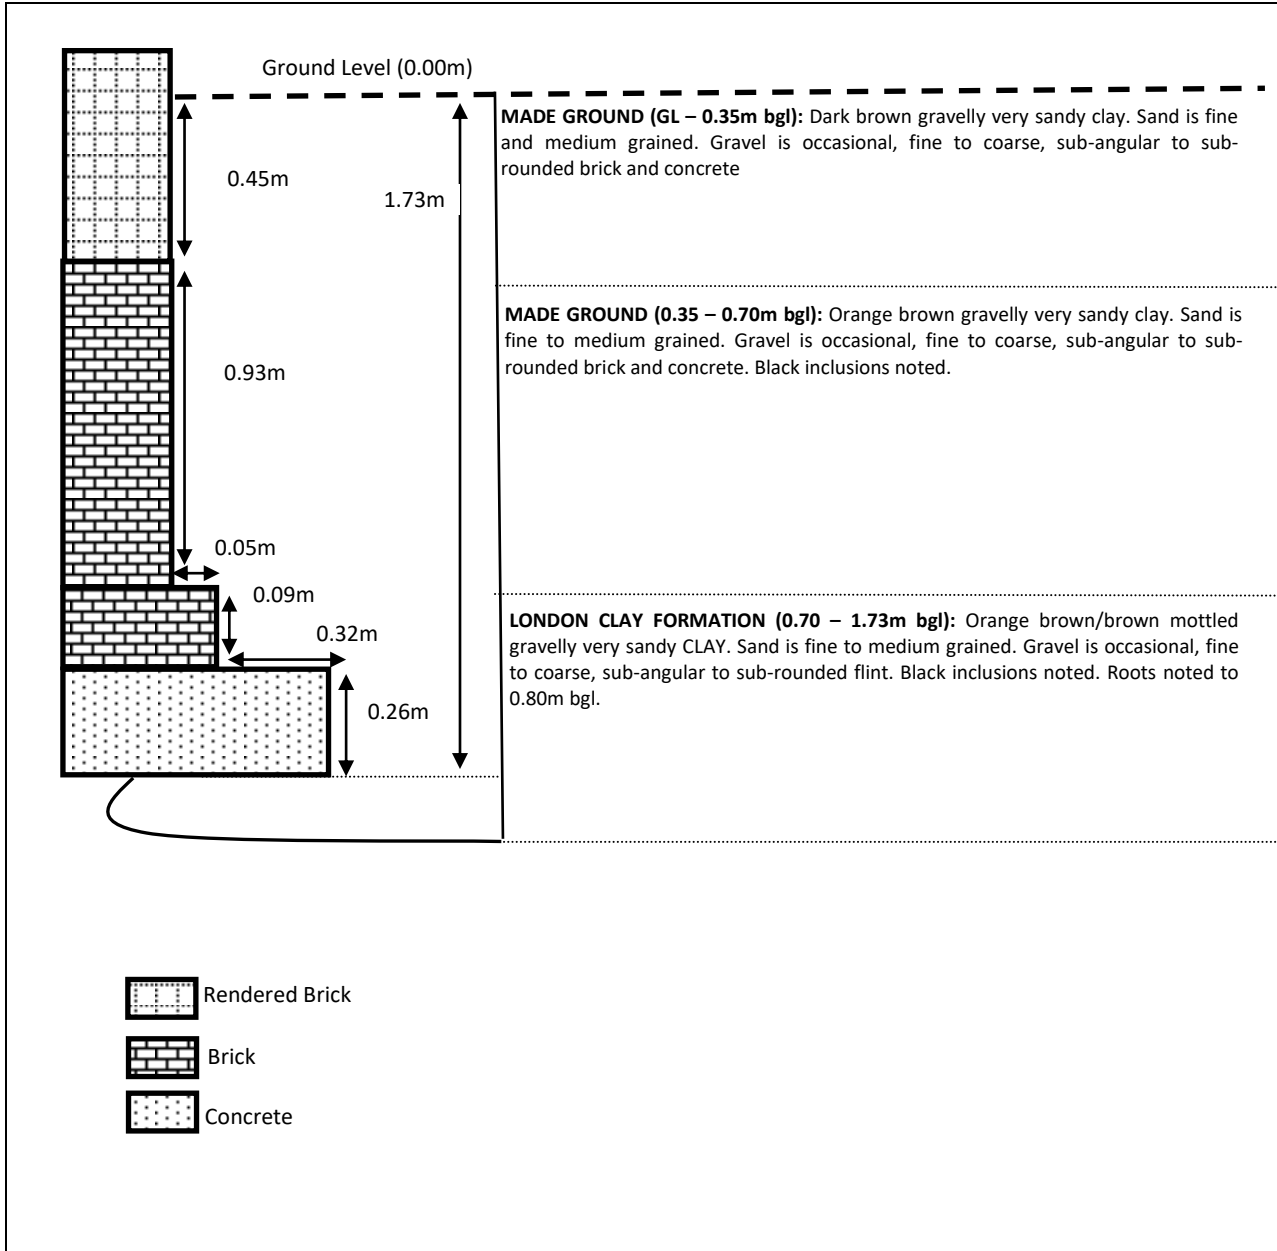 Ground Level (0.00m)
MADE GROUND (GL – 0.35m bgl): Dark brown gravelly very sandy clay. Sand is fine
and medium grained. Gravel is occasional, fine to coarse, sub-angular to sub-
rounded brick and concrete
0.45m
1.73m
MADE GROUND (0.35 – 0.70m bgl): Orange brown gravelly very sandy clay. Sand is
fine to medium grained. Gravel is occasional, fine to coarse, sub-angular to sub-
rounded brick and concrete. Black inclusions noted.
0.93m
0.05m
0.09m
0.32m
LONDON CLAY FORMATION (0.70 – 1.73m bgl): Orange brown/brown mottled
gravelly very sandy CLAY. Sand is fine to medium grained. Gravel is occasional, fine
to coarse, sub-angular to sub-rounded flint. Black inclusions noted. Roots noted to
0.80m bgl.
0.26m
Rendered Brick
Brick
Concrete